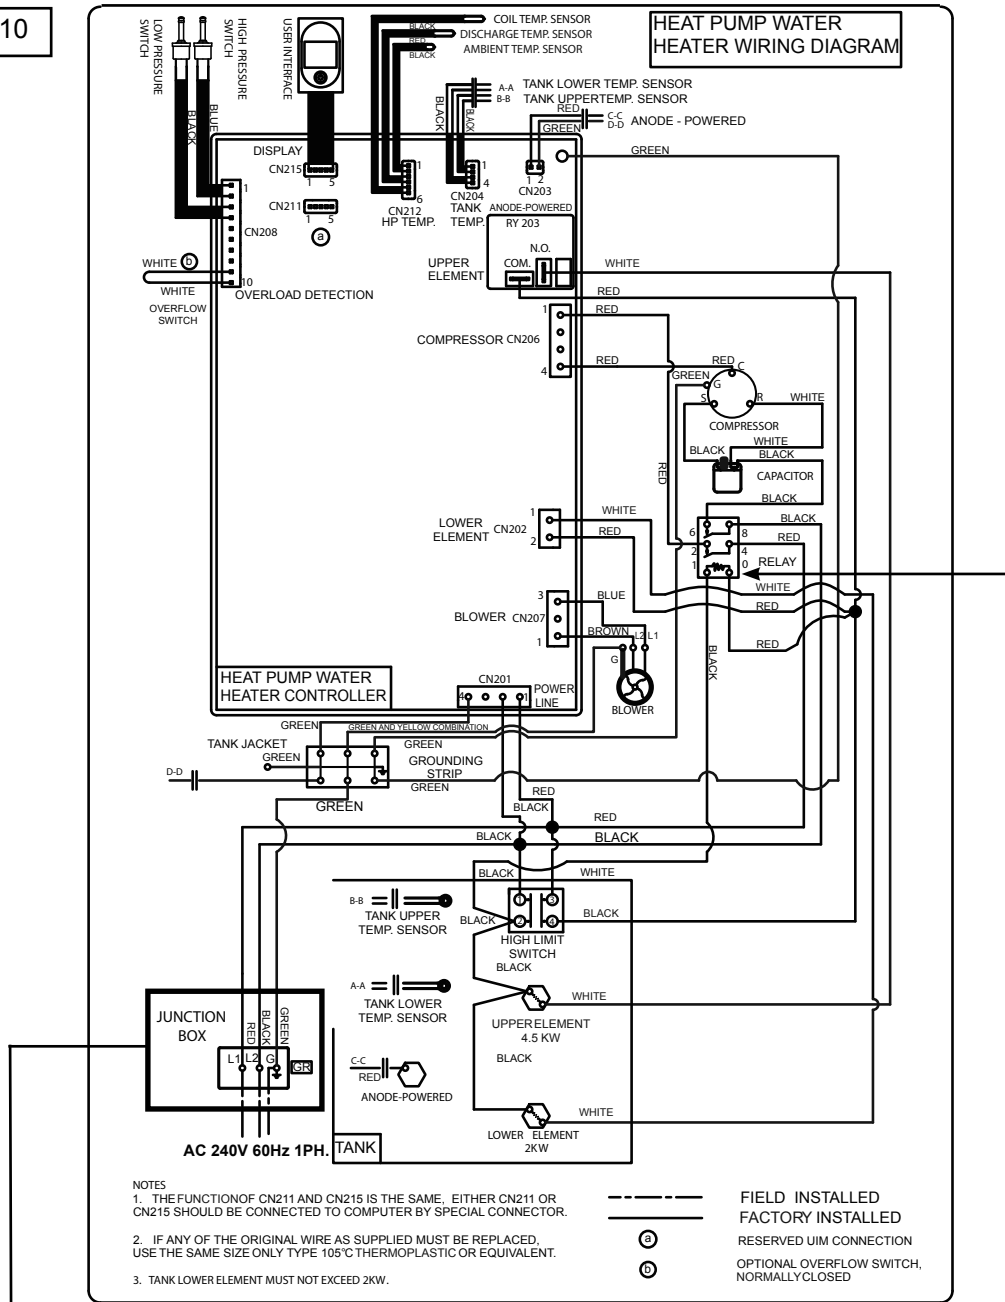 10
HEAT PUMP WATER
HEATER WIRING DIAGRAM
LOW PRESSURE
SWITCH
HIGH PRESSURE
SWITCH
USER INTERFACE
COIL TEMP. SENSOR
BLACK
DISCHARGE TEMP. SENSOR
RED
AMBIENT TEMP. SENSOR
BLACK
A-A TANK LOWER TEMP. SENSOR
B-B TANK UPPERTEMP. SENSOR
BLACK
BLACK
RED
GREEN
C-C
D-D
ANODE - POWERED
BLACK
BLUE
GREEN
DISPLAY
CN215
1 5
CN211
1 5
a
1
6
CN212
HP TEMP.
1
4
CN204
TANK
TEMP.
1 2
CN203
ANODE-POWERED
RY 203
N.O.
COM.
UPPER
ELEMENT
WHITE
RED
1
CN208
10
WHITE b
WHITE
OVERFLOW
SWITCH
OVERLOAD DETECTION
1
RED
COMPRESSOR CN206
4
RED
RED
C
GREEN
G
S
R
WHITE
COMPRESSOR
WHITE
BLACK
BLACK
CAPACITOR
RED
BLACK
BLACK
6
8
RED
2
4
1
0
RELAY
1
WHITE
LOWER
ELEMENT
CN202
2
RED
WHITE
RED
RED
BLACK
3
BLUE
BLOWER CN207
1
BROWN
L2 L1
G
BLOWER
HEAT PUMP WATER
HEATER CONTROLLER
CN201
4
1
POWER
LINE
GREEN
GREEN AND YELLOW COMBINATION
TANK JACKET
GREEN
GREEN
GROUNDING
STRIP
D-D
GREEN
GREEN
RED
BLACK
RED
BLACK
BLACK
BLACK
WHITE
B-B
TANK UPPER
TEMP. SENSOR
1
3
BLACK
2
4
BLACK
HIGH LIMIT
SWITCH
BLACK
A-A
TANK LOWER
TEMP. SENSOR
WHITE
UPPER ELEMENT
4.5 KW
BLACK
C-C
RED
ANODE-POWERED
WHITE
LOWER ELEMENT
2KW
JUNCTION
BOX
RED
BLACK
GREEN
L1 L2 G
GR
AC 240V 60Hz 1PH.
TANK
NOTES
1. THE FUNCTION OF CN211 AND CN215 IS THE SAME, EITHER CN211 OR
CN215 SHOULD BE CONNECTED TO COMPUTER BY SPECIAL CONNECTOR.
2. IF ANY OF THE ORIGINAL WIRE AS SUPPLIED MUST BE REPLACED,
USE THE SAME SIZE ONLY TYPE 105℃ THERMOPLASTIC OR EQUIVALENT.
3. TANK LOWER ELEMENT MUST NOT EXCEED 2KW.
FIELD INSTALLED
FACTORY INSTALLED
a RESERVED UIM CONNECTION
b OPTIONAL OVERFLOW SWITCH,
NORMALLY CLOSED